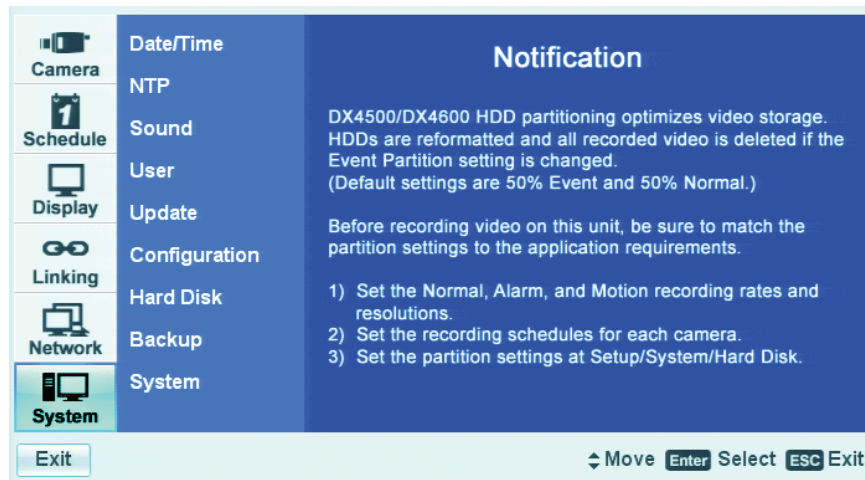 Camera
Schedule
Display
Linking
Network
System
Exit
Date/Time
NTP
Sound
User
Update
Configuration
Hard Disk
Backup
System
Notification
DX4500/DX4600 HDD partitioning optimizes video storage.
HDDs are reformatted and all recorded video is deleted if the
Event Partition setting is changed.
(Default settings are 50% Event and 50% Normal.)
Before recording video on this unit, be sure to match the
partition settings to the application requirements.
1) Set the Normal, Alarm, and Motion recording rates and
resolutions.
2) Set the recording schedules for each camera.
3) Set the partition settings at Setup/System/Hard Disk.
Move Enter Select ESC Exit